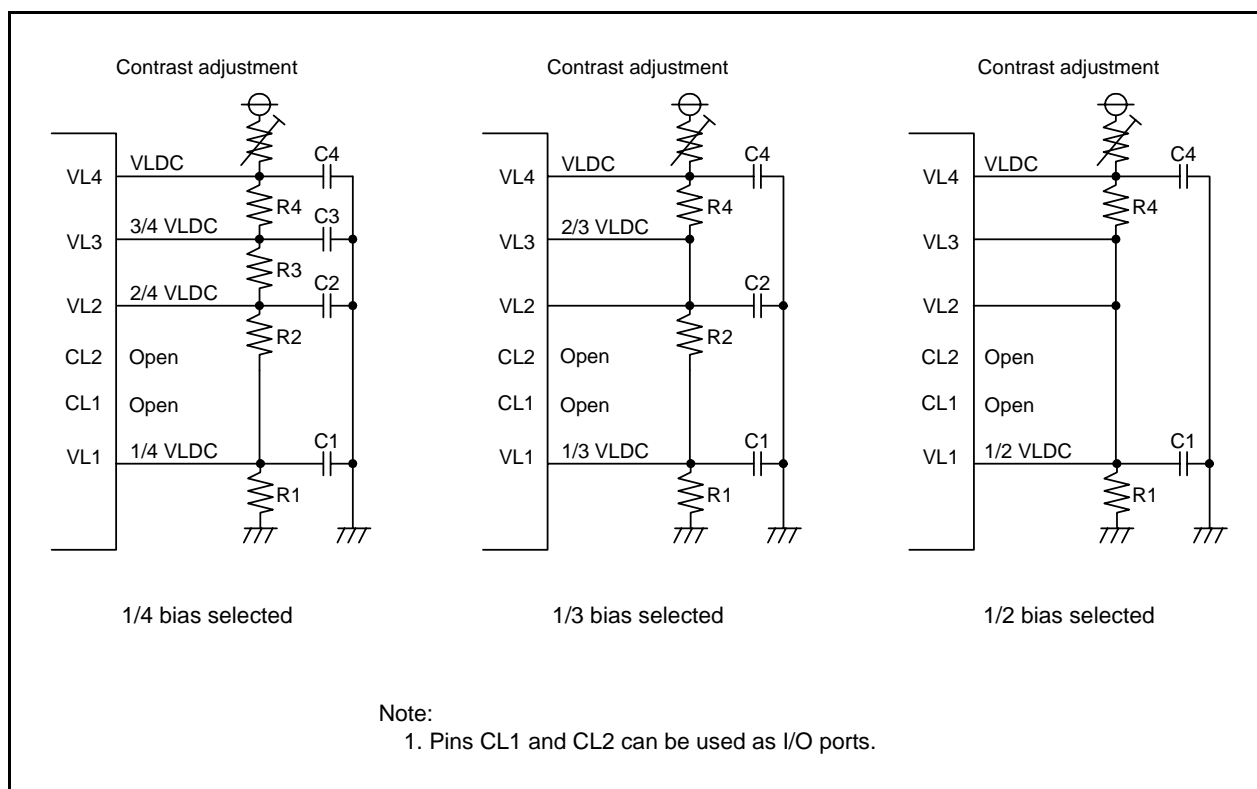 Contrast adjustment
VL4
VLDC
C4
R4
VL3
3/4 VLDC
C3
R3
VL2
2/4 VLDC
C2
R2
CL2
Open
CL1
Open
VL1
1/4 VLDC
C1
R1
1/4 bias selected
Contrast adjustment
VL4
VLDC
C4
R4
VL3
2/3 VLDC
VL2
C2
R2
CL2
Open
CL1
Open
VL1
1/3 VLDC
C1
R1
1/3 bias selected
Contrast adjustment
VL4
VLDC
C4
R4
VL3
VL2
CL2
Open
CL1
Open
VL1
1/2 VLDC
C1
R1
1/2 bias selected
Note:
1. Pins CL1 and CL2 can be used as I/O ports.